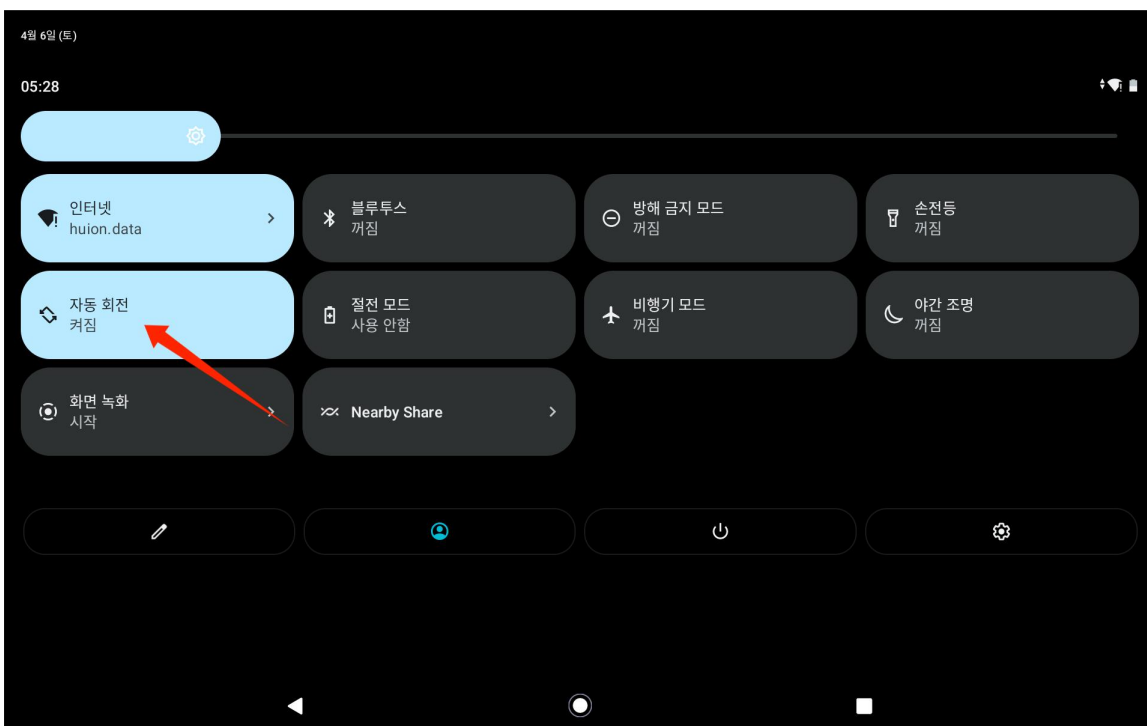 4월 6일 (토)
05:28
인터넷
huion.data
블루투스
꺼짐
방해 금지 모드
꺼짐
손전등
꺼짐
자동 회전
켜짐
절전 모드
사용 안함
비행기 모드
꺼짐
야간 조명
꺼짐
화면 녹화
시작
Nearby Share